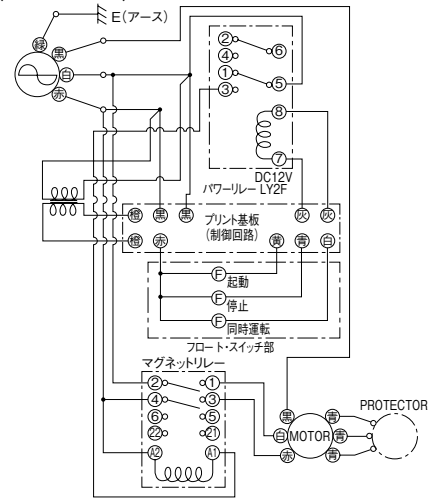 E(アース)
緑
黒
白
赤
②
⑥
④
①
⑤
③
⑧
⑦
DC12V
パワーリレー LY2F
橙
黒
黒
プリント基板
(制御回路)
灰
灰
橙
赤
黄
青
白
F
起動
F
停止
F
同時運転
フロート・スイッチ部
マグネットリレー
②
①
④
③
⑥
⑤
22
21
A2
A1
PROTECTOR
黒
青
白
MOTOR
青
赤
青